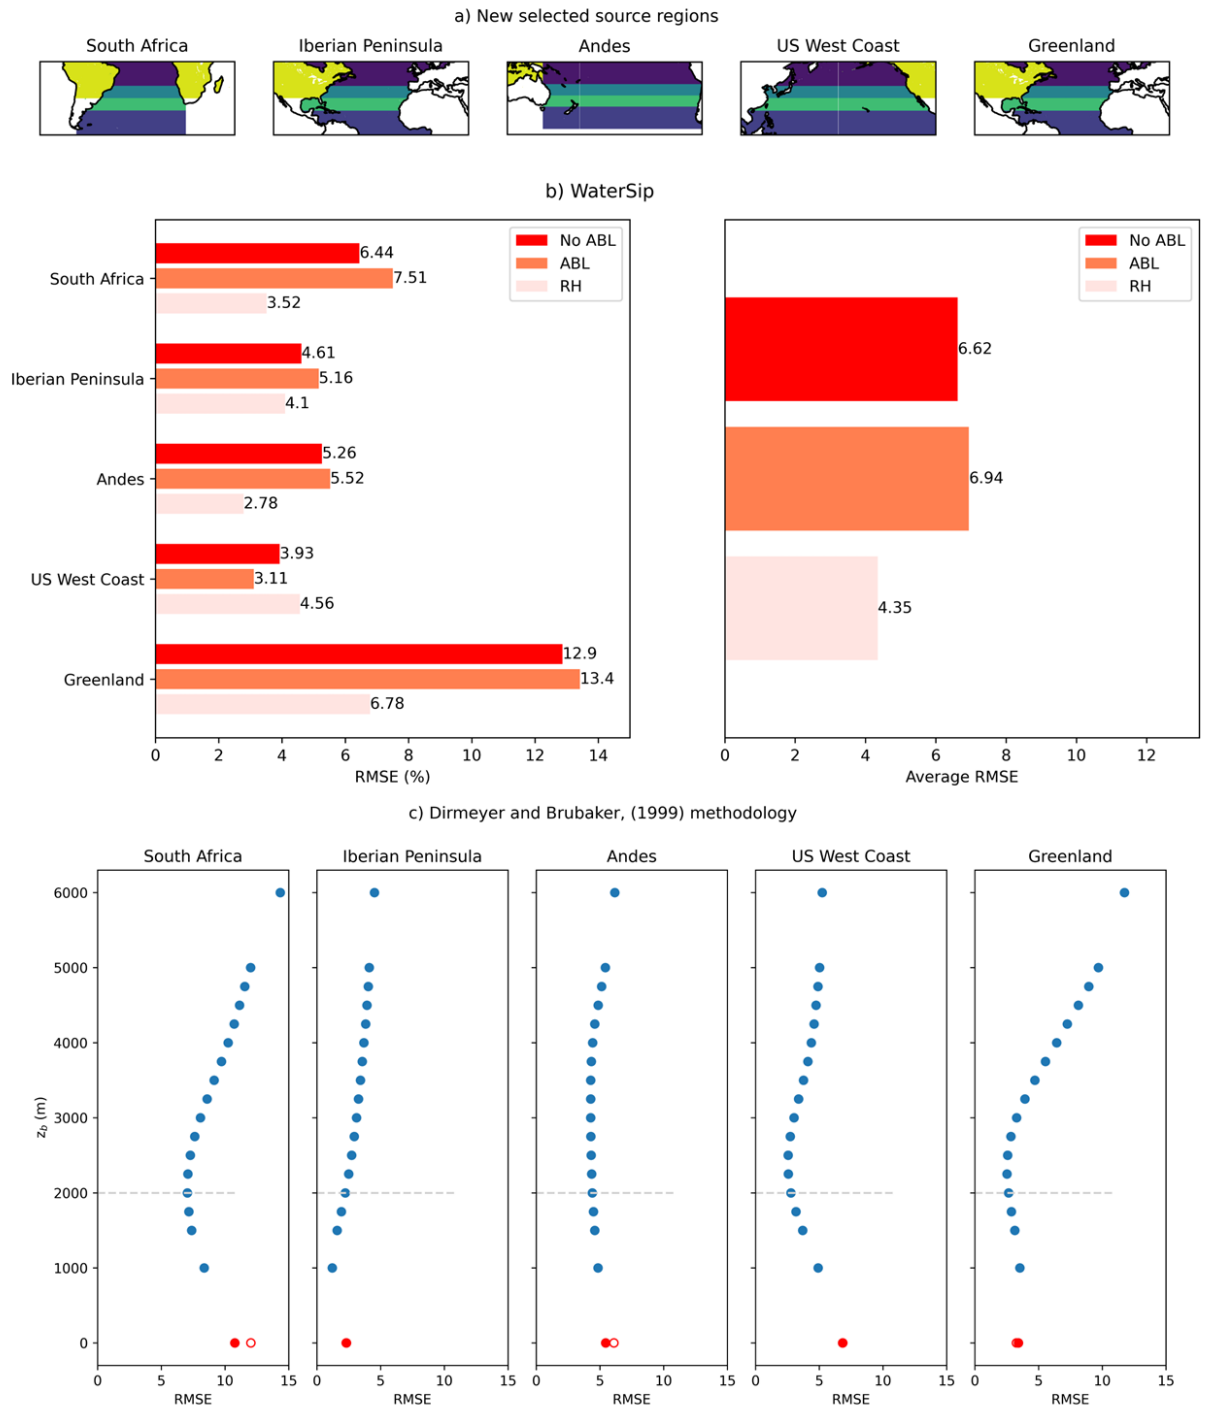 a) New selected source regions
South Africa
Iberian Peninsula
Andes
US West Coast
Greenland
b) WaterSip
No ABL
ABL
RH
South Africa
6.44
7.51
3.52
Iberian Peninsula
4.61
5.16
4.1
Andes
5.26
5.52
2.78
US West Coast
3.93
3.11
4.56
Greenland
12.9
13.4
6.78
0 2 4 6 8 10 12 14
RMSE (%)
No ABL
ABL
RH
6.62
6.94
4.35
0 2 4 6 8 10 12
Average RMSE
c) Dirmeyer and Brubaker, (1999) methodology
South Africa
Iberian Peninsula
Andes
US West Coast
Greenland
z_b (m)
6000
5000
4000
3000
2000
1000
0
0 5 10 15
RMSE
0 5 10 15
RMSE
0 5 10 15
RMSE
0 5 10 15
RMSE
0 5 10 15
RMSE